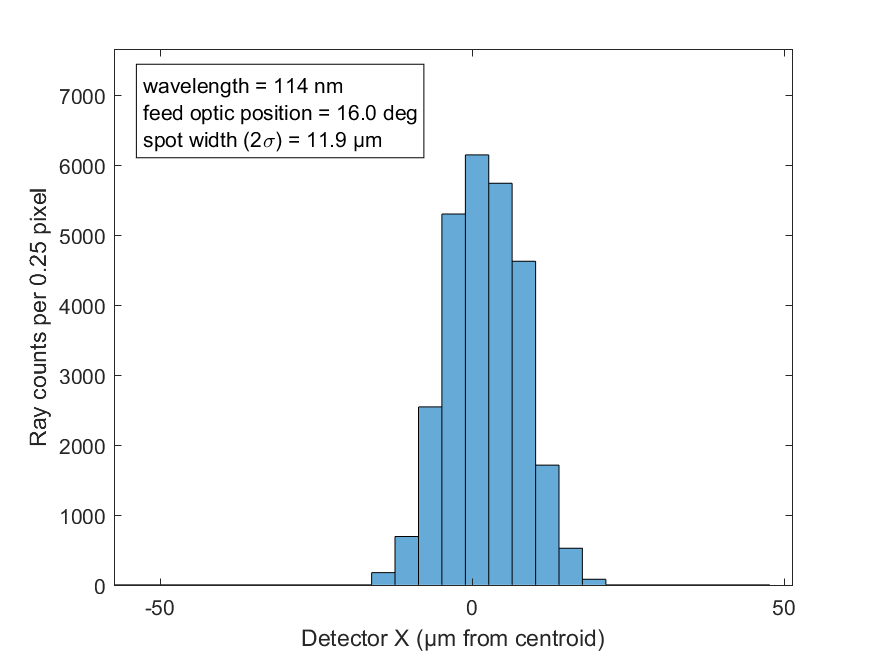 wavelength = 114 nm
feed optic position = 16.0 deg
spot width (2σ) = 11.9 μm
7000
6000
5000
4000
3000
2000
1000
0
Ray counts per 0.25 pixel
-50
0
50
Detector X (μm from centroid)